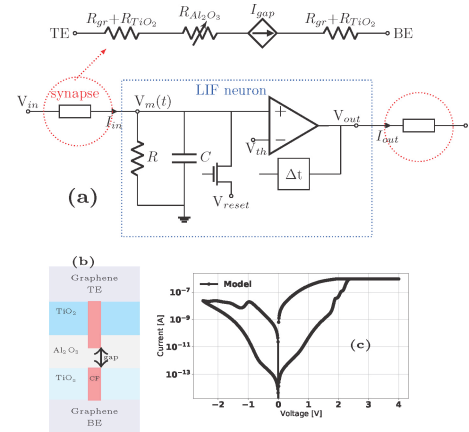 TE R_gr+R_TiO2 R_Al2O3 I_gap R_gr+R_TiO2 BE
synapse
LIF neuron
V_in I_in V_m(t) V_out I_out
R C V_th Δt
V_reset
(a)
(b)
Graphene
TE
TiO2
Al2O3 gap
TiO2 CF
Graphene
BE
Model
Current [A]
10^-7
10^-9
10^-11
10^-13
(c)
−2 −1 0 1 2 3 4
Voltage [V]